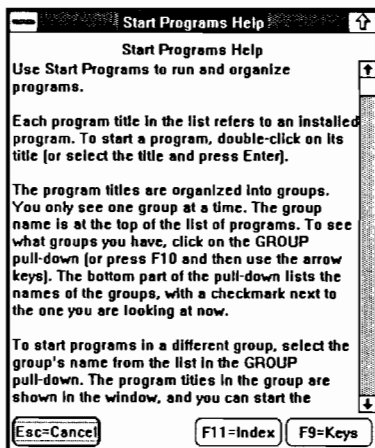 Start Programs Help
Start Programs Help
Use Start Programs to run and organize
programs.
Each program title in the list refers to an installed
program. To start a program, double-click on its
title (or select the title and press Enter).
The program titles are organized into groups.
You only see one group at a time. The group
name is at the top of the list of programs. To see
what groups you have, click on the GROUP
pull-down (or press F10 and then use the arrow
keys). The bottom part of the pull-down lists the
names of the groups, with a checkmark next to
the one you are looking at now.
To start programs in a different group, select the
group's name from the list in the GROUP
pull-down. The program titles in the group are
shown in the window, and you can start the
Esc=Cancel F11=Index F9=Keys